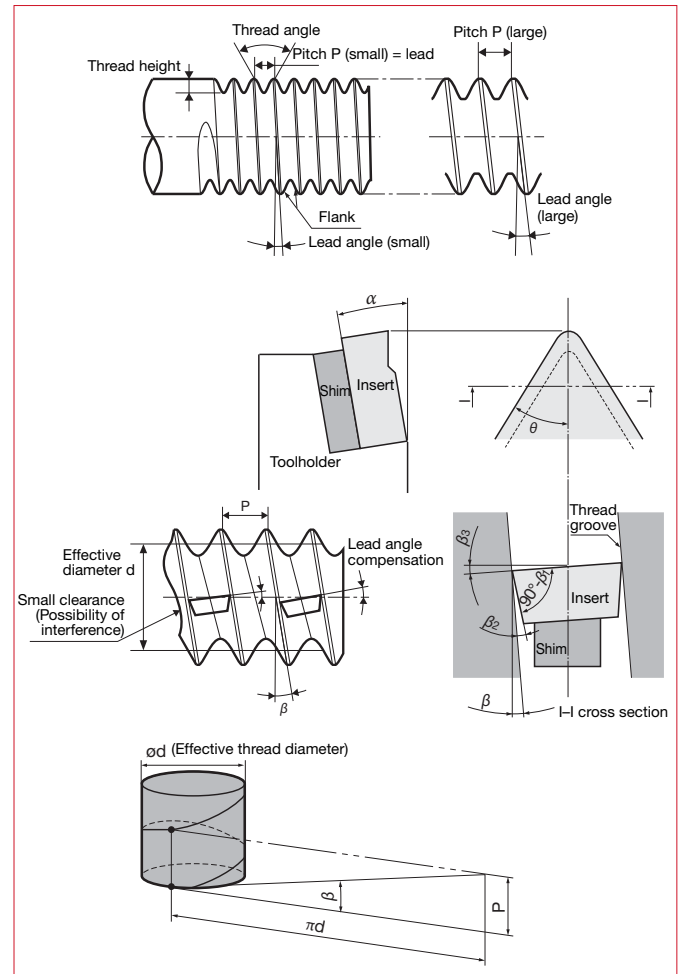 Thread angle
Pitch P (small) = lead
Pitch P (large)
Thread height
Flank
Lead angle (small)
Lead angle
(large)
α
Shim
Insert
Toolholder
I
I
θ
P
Effective
diameter d
Lead angle
compensation
Small clearance
(Possibility of
interference)
β
Thread
groove
β3
90°-β1
Insert
β2
Shim
β
I–I cross section
ød (Effective thread diameter)
β
P
πd